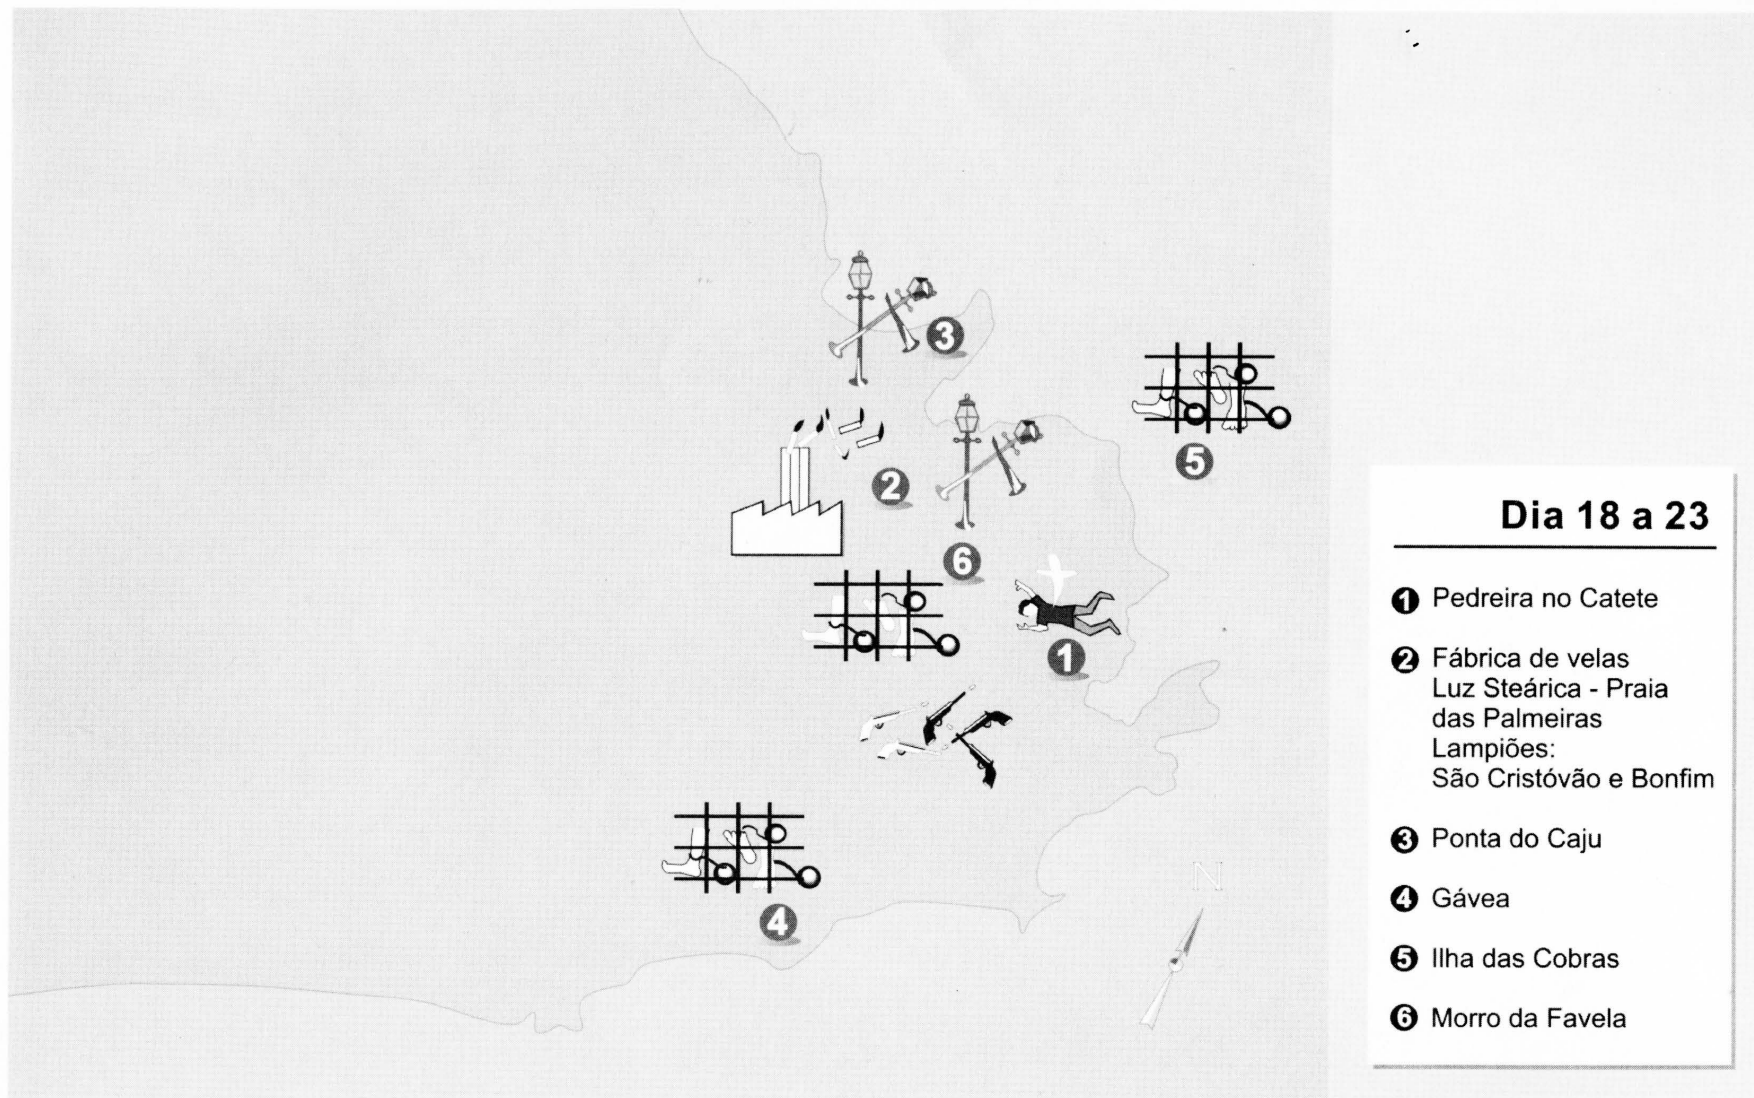 3
5
2
6
1
4
N
Dia 18 a 23
1 Pedreira no Catete
2 Fábrica de velas
Luz Steárica - Praia
das Palmeiras
Lampiões:
São Cristóvão e Bonfim
3 Ponta do Caju
4 Gávea
5 Ilha das Cobras
6 Morro da Favela